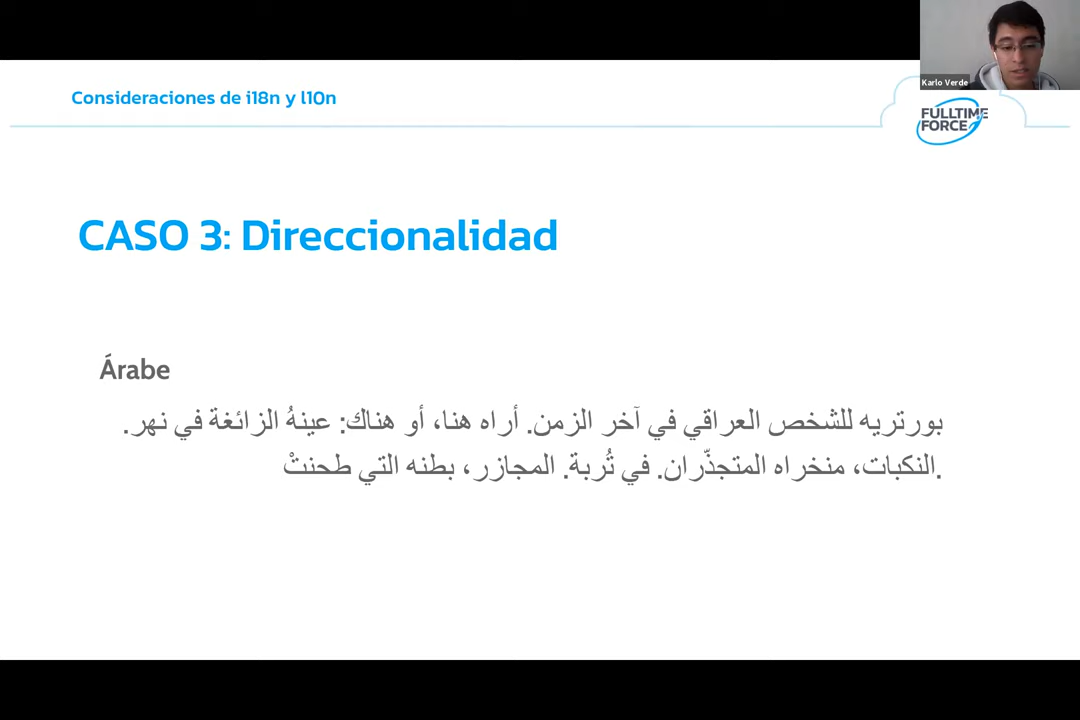 Karlo Verde
Consideraciones de i18n y l10n
FULLTIME
FORCE
CASO 3: Direccionalidad
Árabe
بورتريه للشخص العراقي في آخر الزمن. أراه هنا، أو هناك: عينهُ الزائغة في نهر.
.النكبات، منخراه المتجذّران. في تُربة. المجازر، بطنه التي طحنتْ